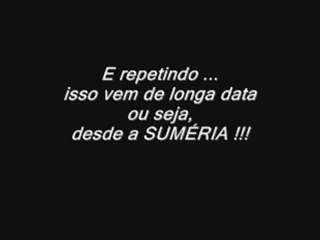 E repetindo ...
isso vem de longa data
ou seja,
desde a SUMÉRIA !!!